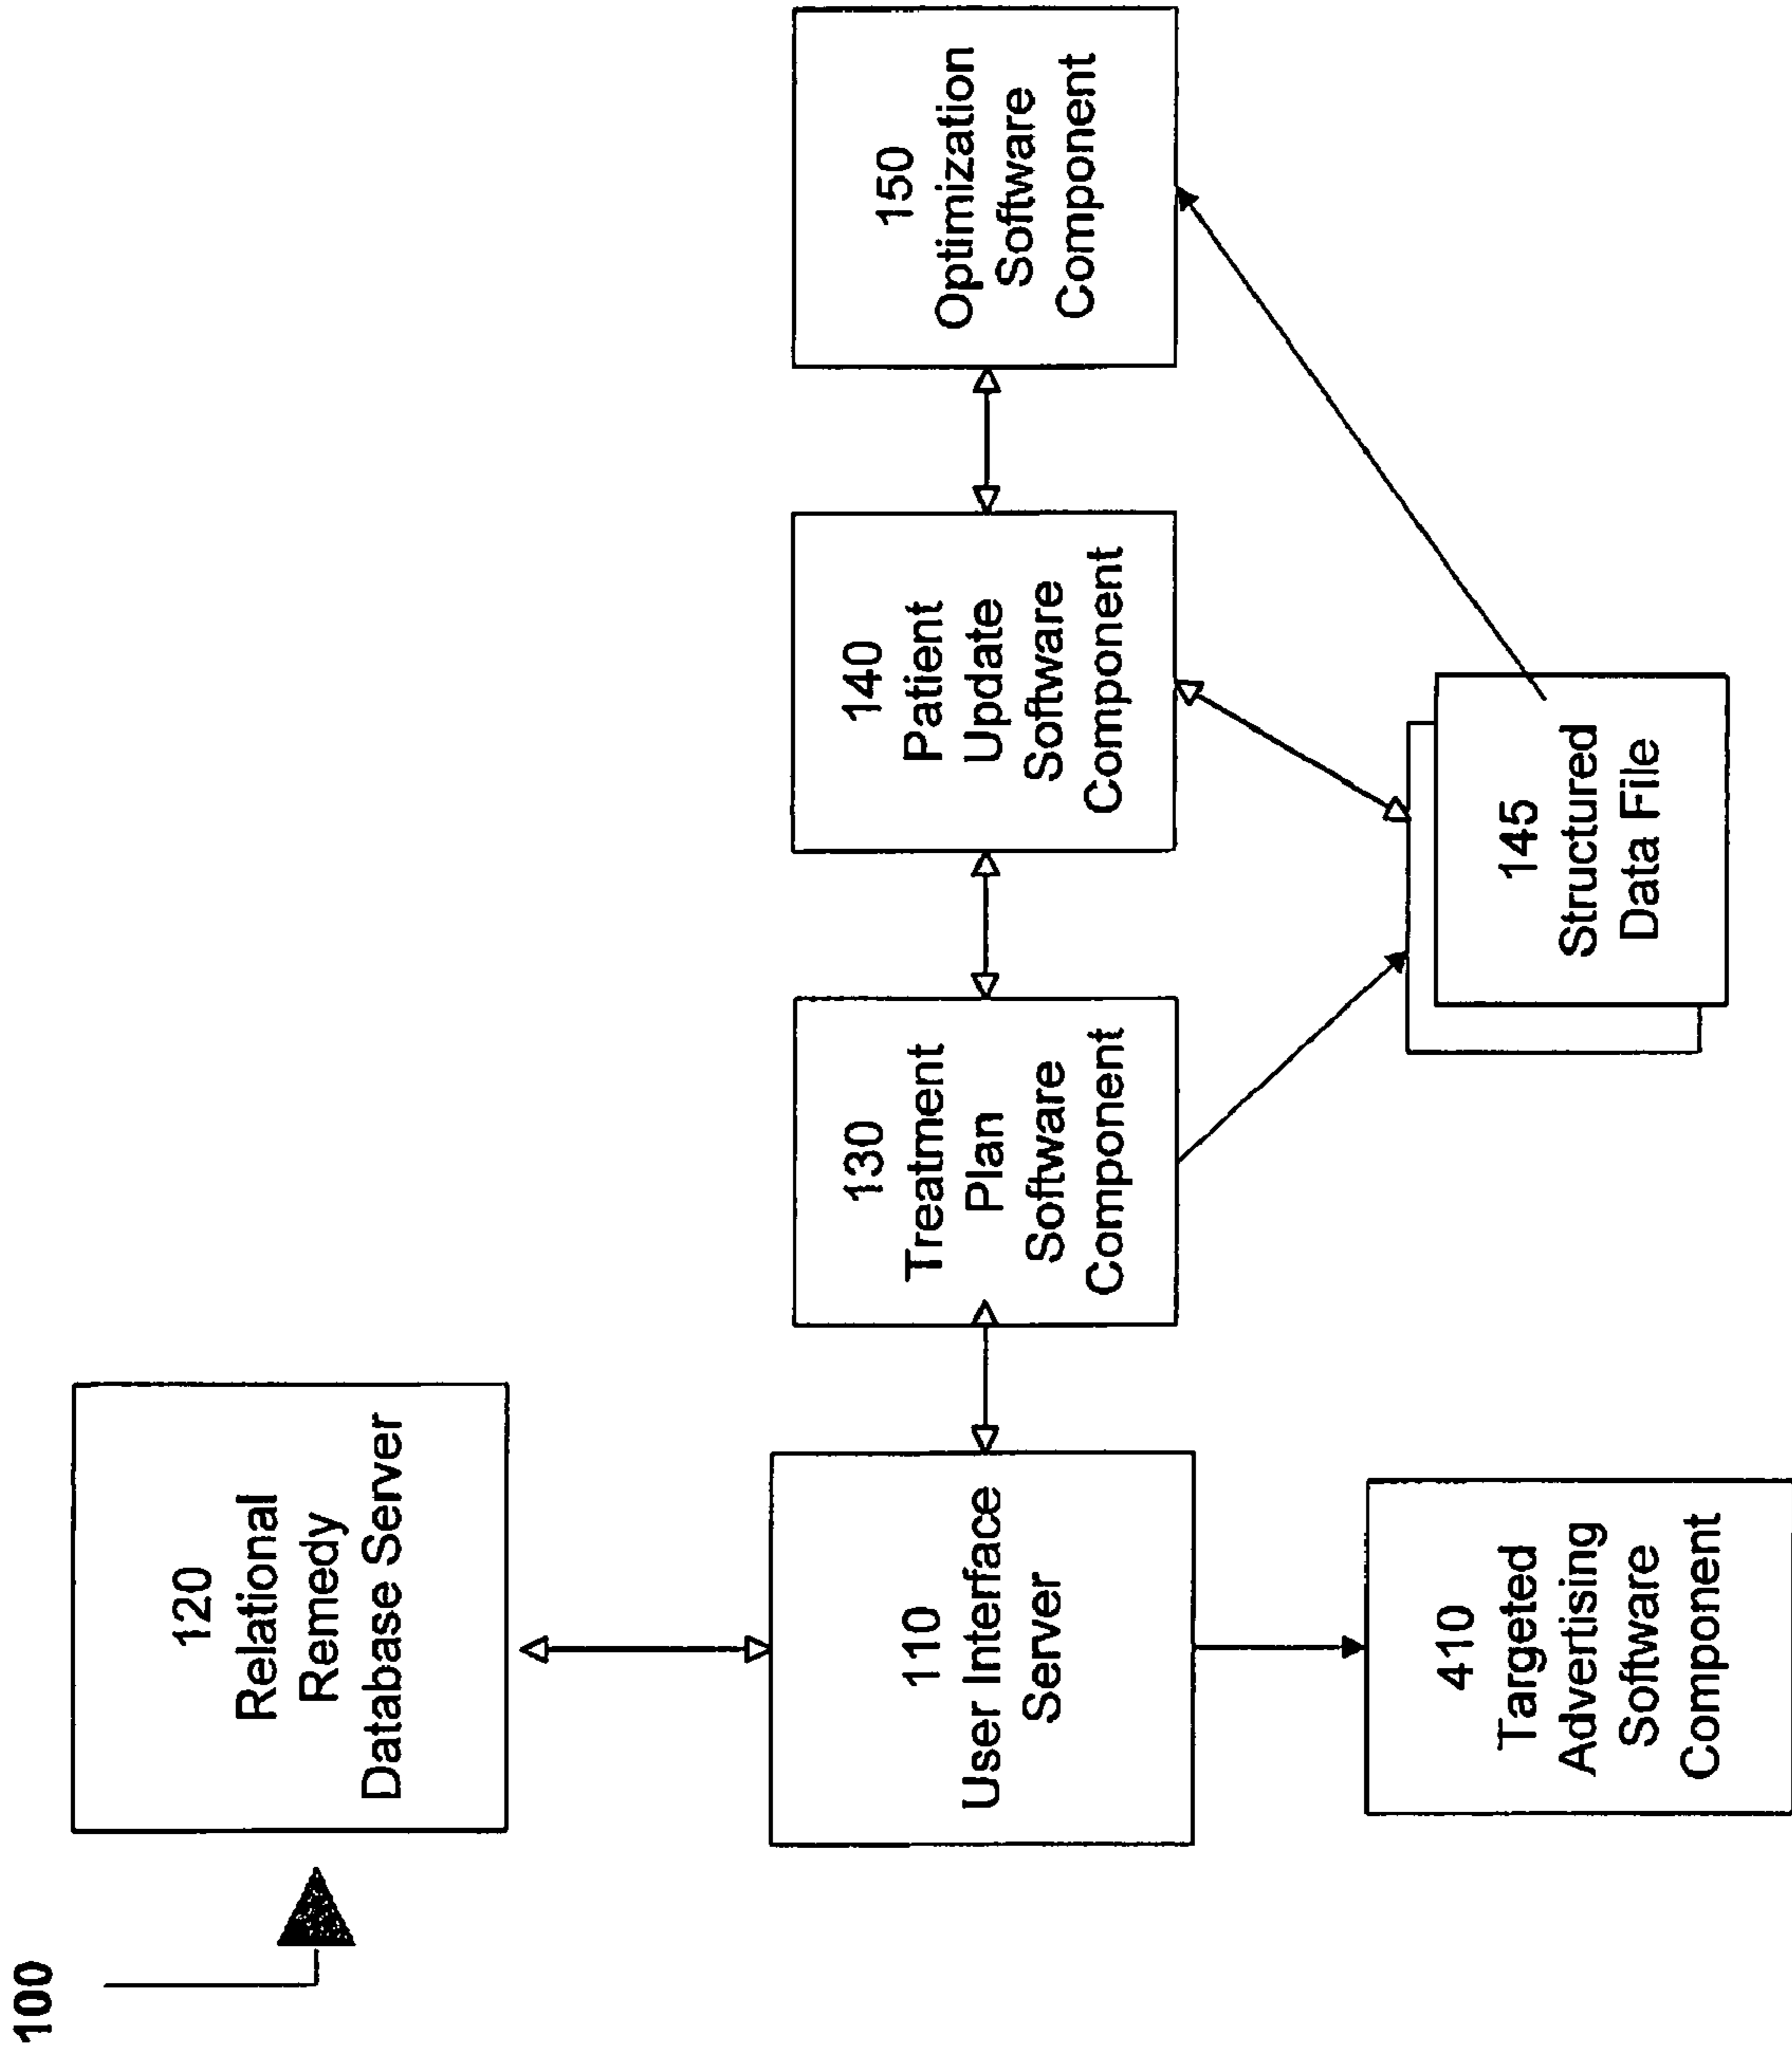 100
120
Relational
Remedy
Database Server
110
User Interface
Server
130
Treatment
Plan
Software
Component
140
Patient
Update
Software
Component
150
Optimization
Software
Component
410
Targeted
Advertising
Software
Component
145
Structured
Data File